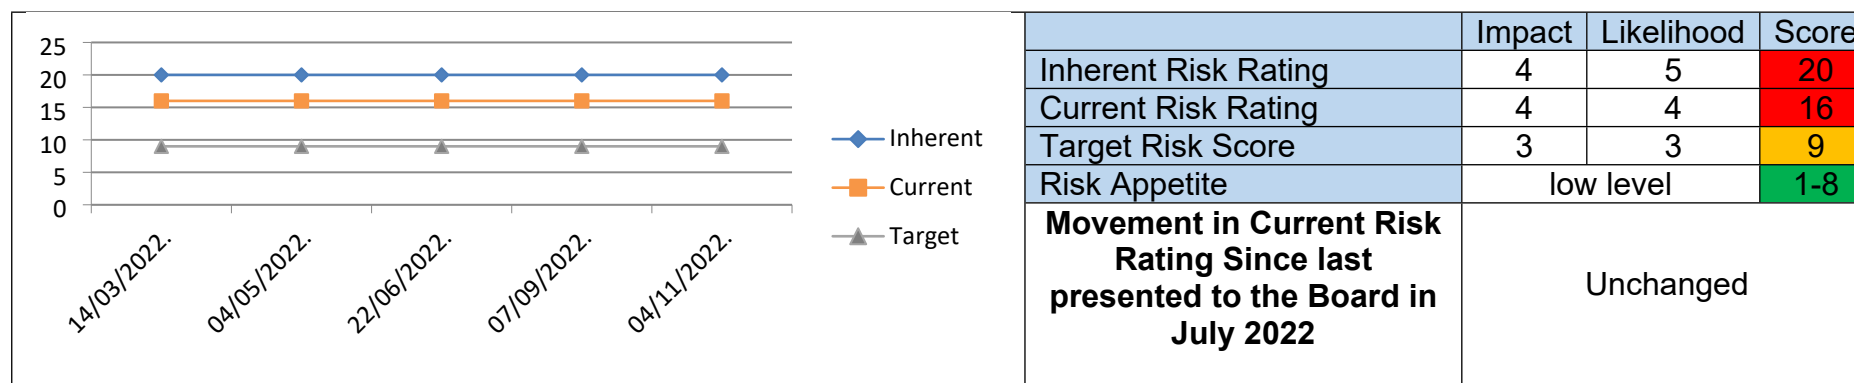 25
20
15
10
5
0
14/03/2022.
04/05/2022.
22/06/2022.
07/09/2022.
04/11/2022.
Inherent
Current
Target
Impact Likelihood Score
Inherent Risk Rating 4 5 20
Current Risk Rating 4 4 16
Target Risk Score 3 3 9
Risk Appetite low level 1-8
Movement in Current Risk
Rating Since last
presented to the Board in
July 2022
Unchanged